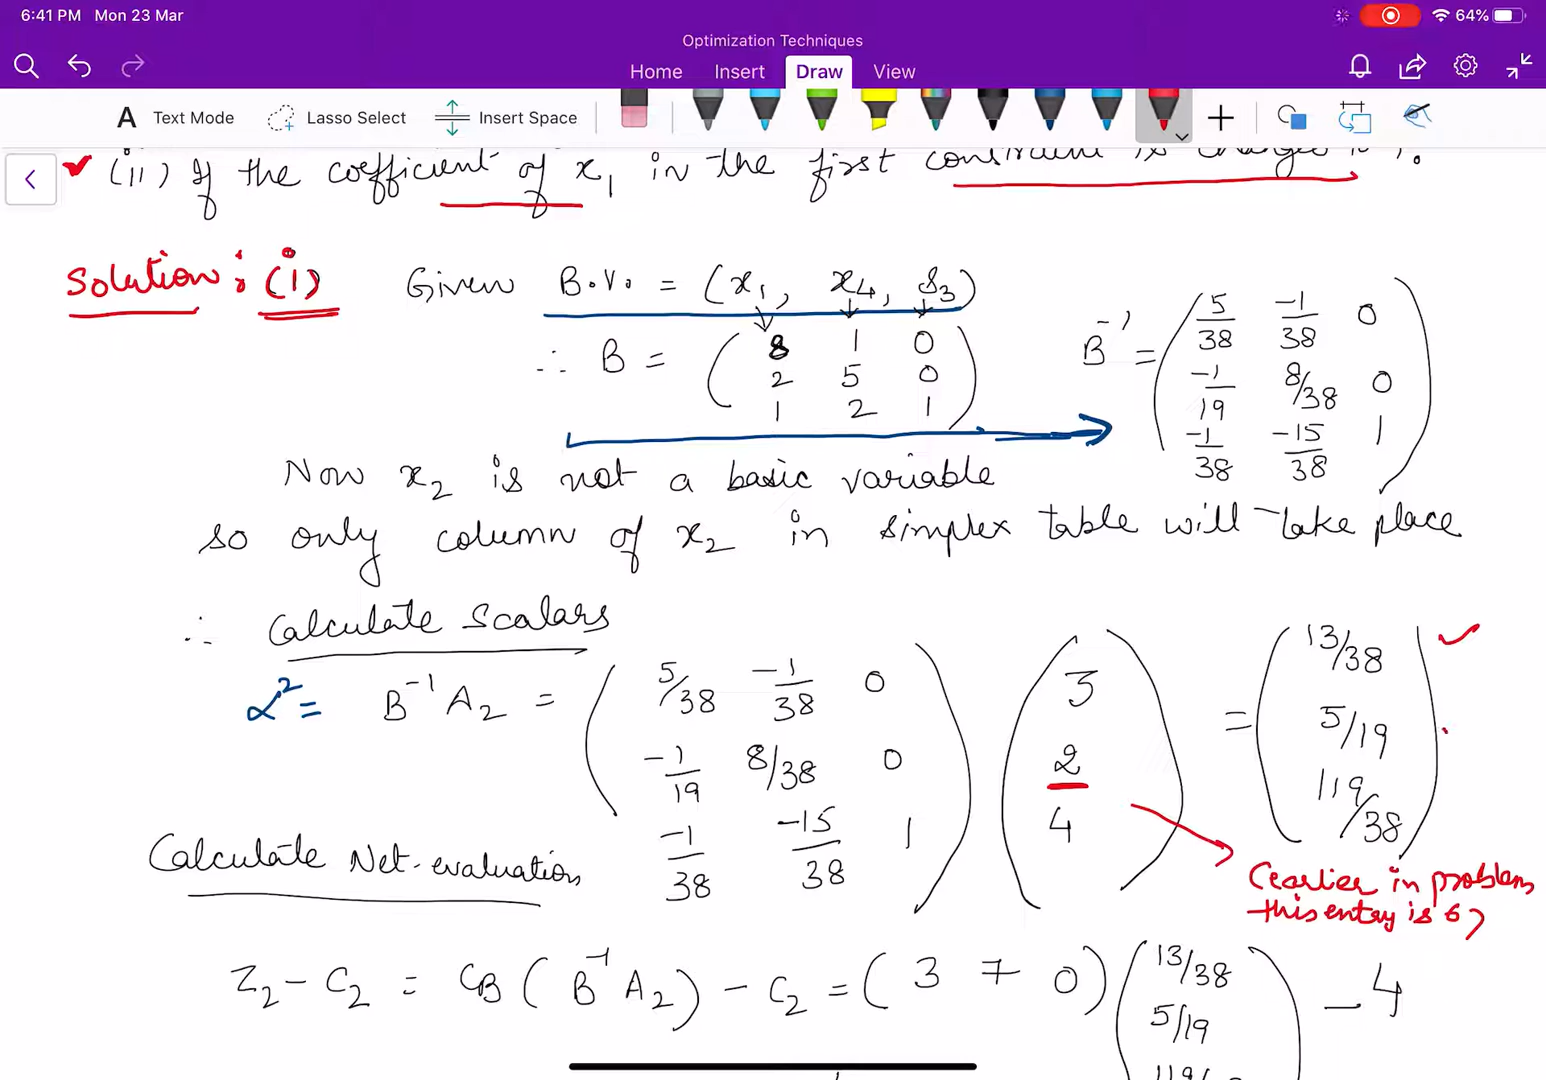 6:41 PM Mon 23 Mar
64%
Optimization Techniques
Home Insert Draw View
A Text Mode Lasso Select Insert Space
(ii) If the coefficient of x₁ in the first constraint is changed
Solution: (i) Given B.V. = (x₁, x₄, s₃)
∴ B = ( 8 1 0
2 5 0
1 2 1 )
B⁻¹ = ( 5/38 -1/38 0
-1/19 8/38 0
-1/38 -15/38 1 )
Now x₂ is not a basic variable
so only column of x₂ in simplex table will take place
∴ Calculate Scalars
α² = B⁻¹A₂ = ( 5/38 -1/38 0
-1/19 8/38 0
-1/38 -15/38 1 ) ( 3
2
4 ) = ( 13/38
5/19
119/38 )
(earlier in problem
this entry is 6)
Calculate Net-evaluation
Z₂ - C₂ = CB ( B⁻¹A₂ ) - C₂ = ( 3 7 0 ) ( 13/38
5/19
) - 4